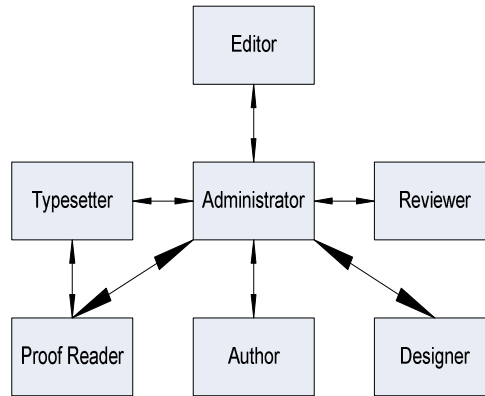 Editor
Typesetter
Administrator
Reviewer
Proof Reader
Author
Designer